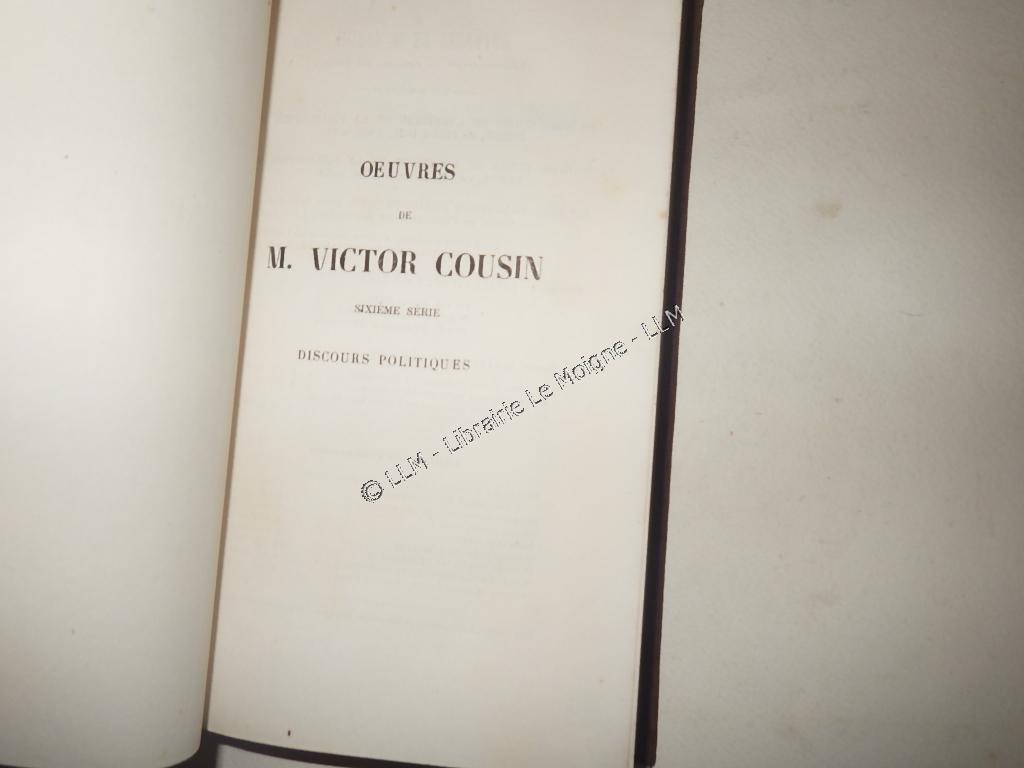 OEUVRES
DE
M. VICTOR COUSIN
SIXIÈME SÉRIE
DISCOURS POLITIQUES
© LLM - Librairie Le Moigne - LLM